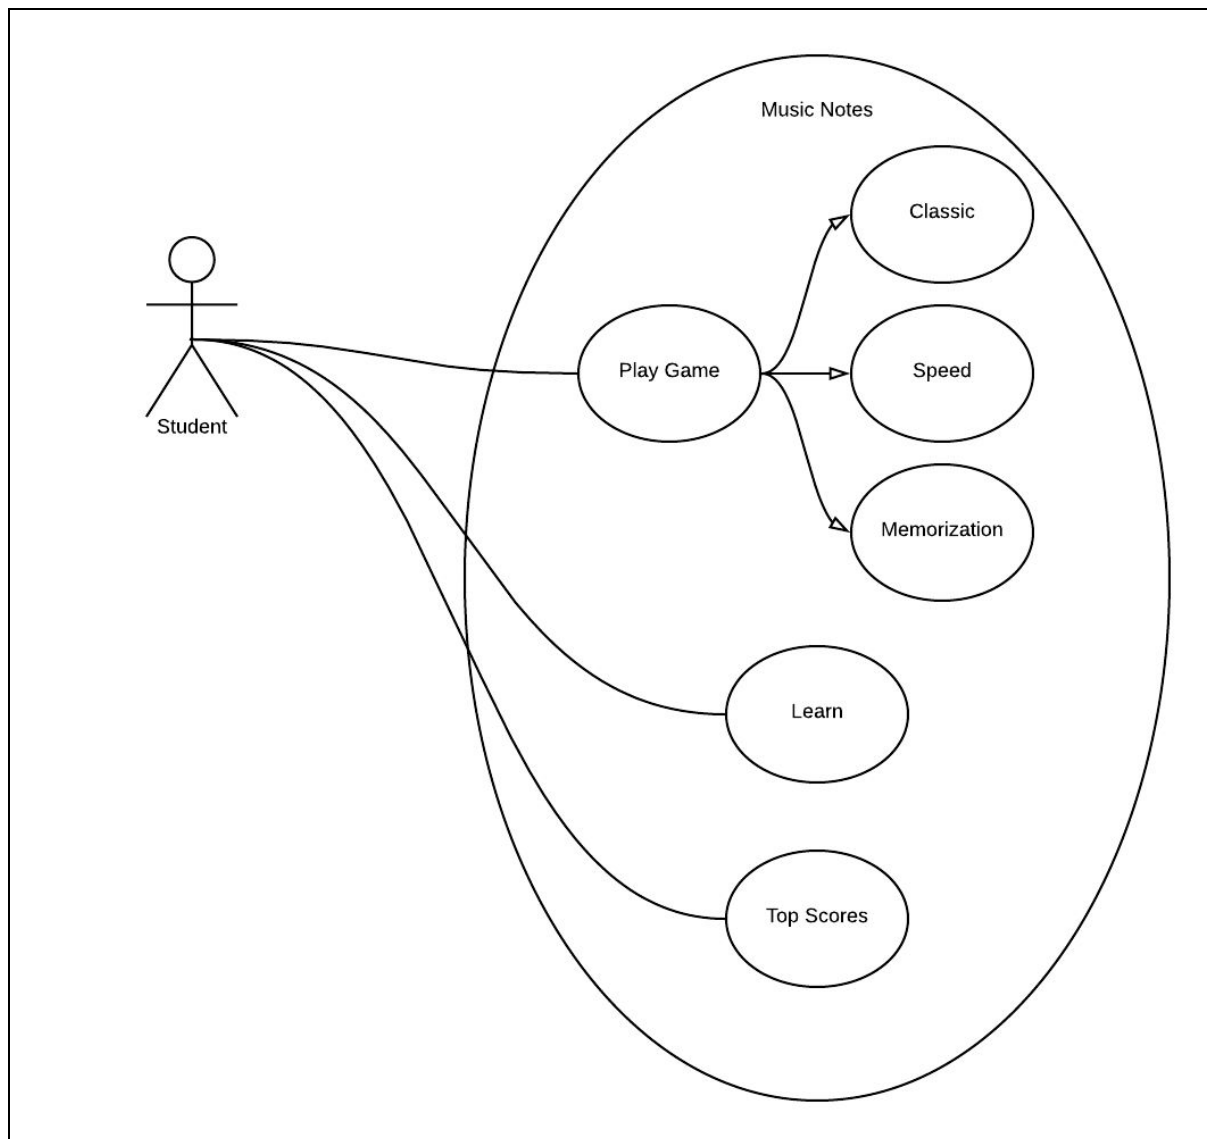 Music Notes
Classic
Student
Play Game
Speed
Memorization
Learn
Top Scores